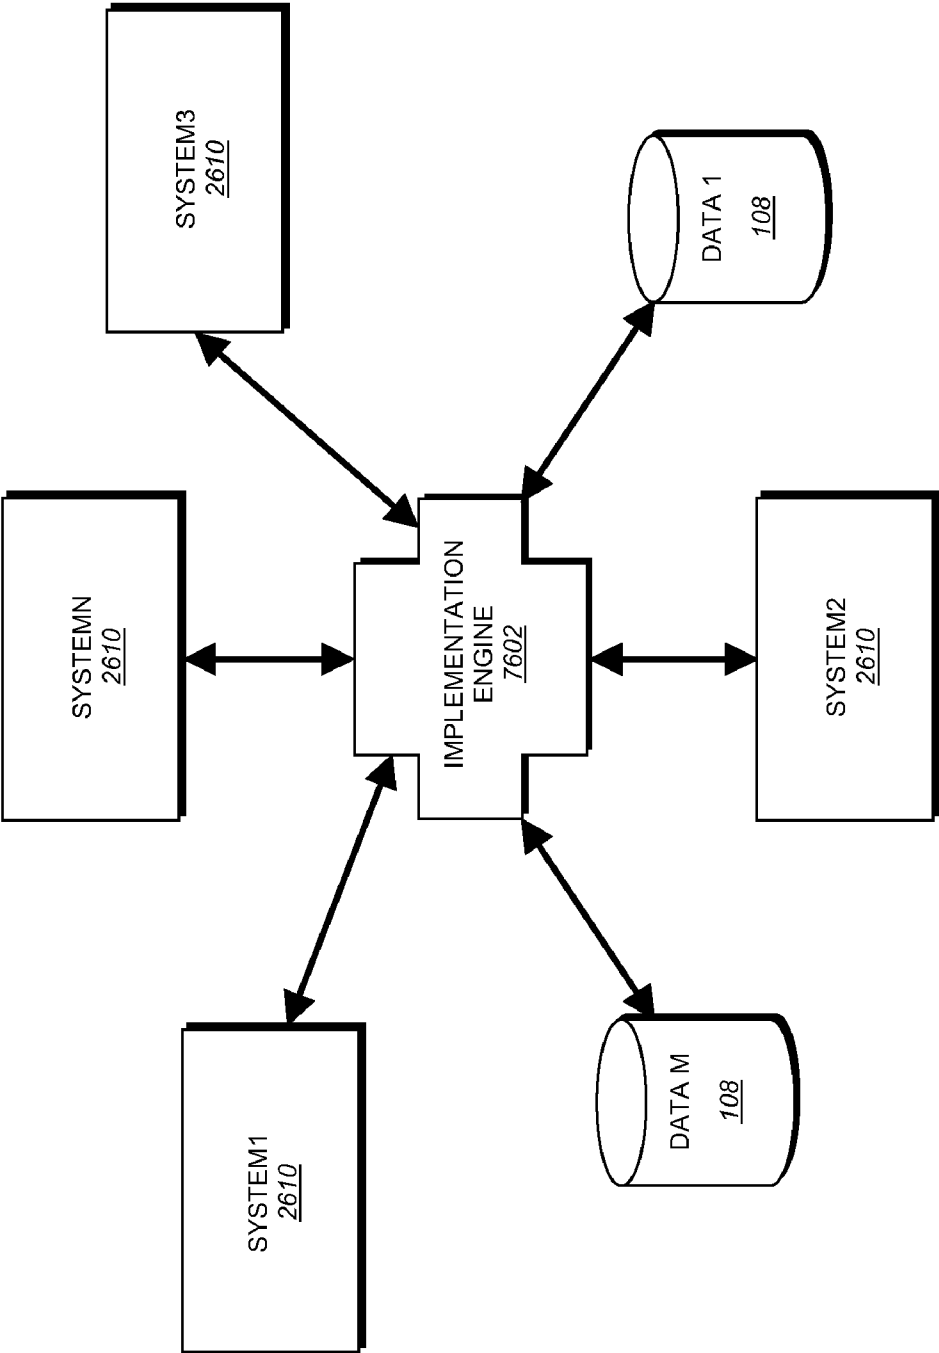 SYSTEMN
2610
SYSTEM3
2610
SYSTEM1
2610
IMPLEMENTATION
ENGINE
7602
DATA M
108
DATA 1
108
SYSTEM2
2610